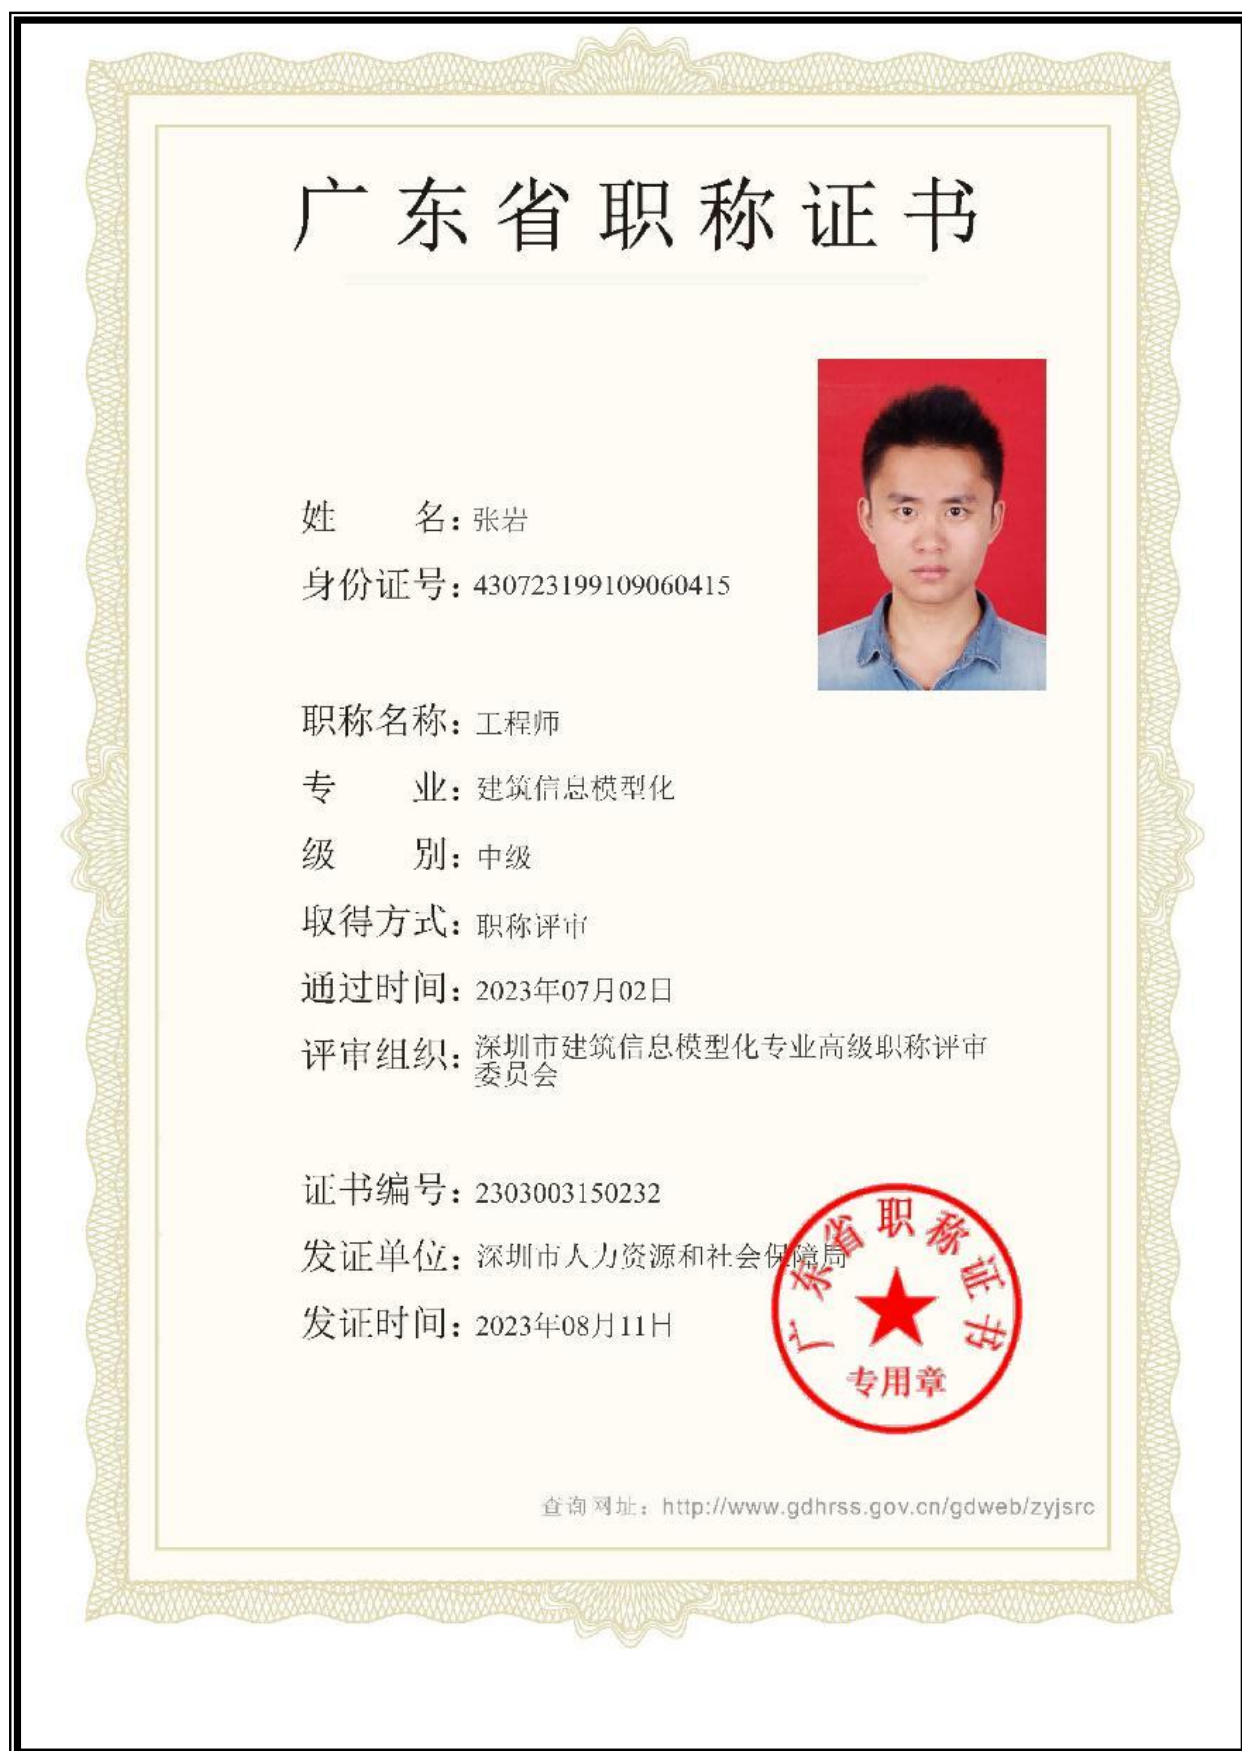 广东省职称证书
姓 名：张岩
身份证号：430723199109060415
职称名称：工程师
专 业：建筑信息模型化
级 别：中级
取得方式：职称评审
通过时间：2023年07月02日
评审组织：深圳市建筑信息模型化专业高级职称评审
委员会
证书编号：2303003150232
发证单位：深圳市人力资源和社会保障局
发证时间：2023年08月11日
广东省职称证书
专用章
查询网址：http://www.gdhrss.gov.cn/gdweb/zyjsrc